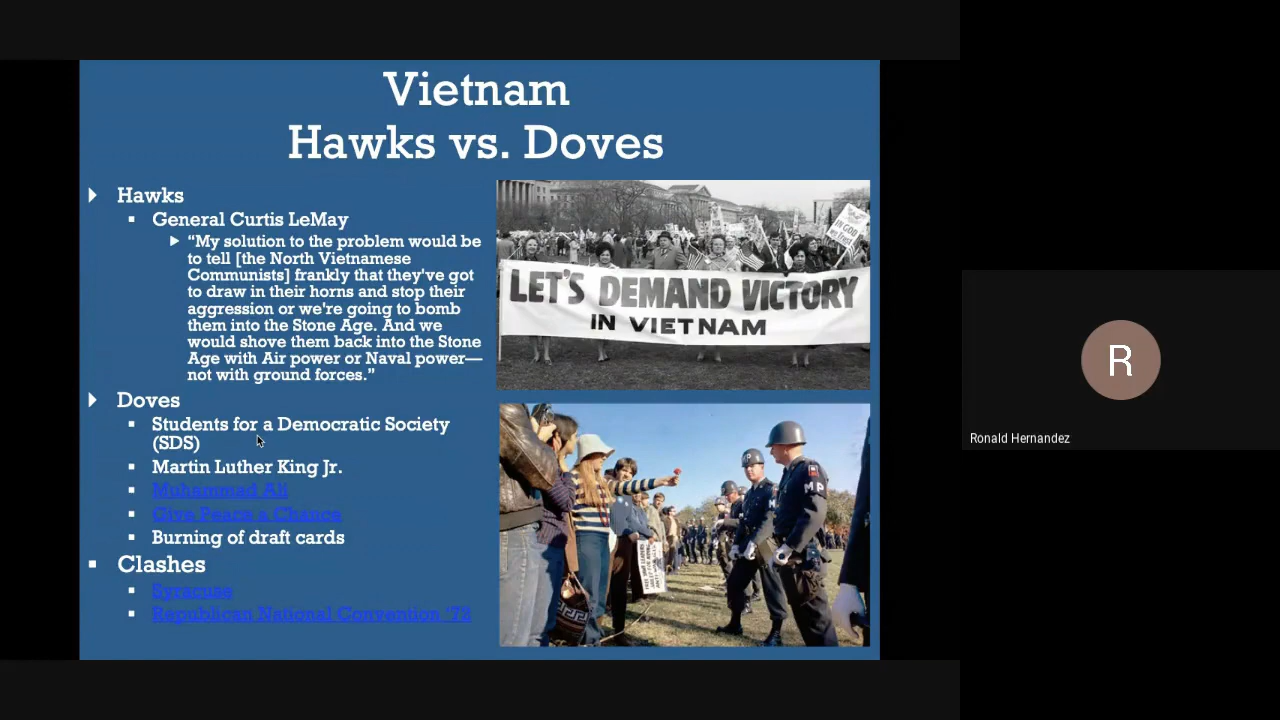 Vietnam
Hawks vs. Doves
Hawks
General Curtis LeMay
“My solution to the problem would be
to tell [the North Vietnamese
Communists] frankly that they've got
to draw in their horns and stop their
aggression or we're going to bomb
them into the Stone Age. And we
would shove them back into the Stone
Age with Air power or Naval power—
not with ground forces.”
Doves
Students for a Democratic Society
(SDS)
Martin Luther King Jr.
Muhammad Ali
Give Peace a Chance
Burning of draft cards
Clashes
Syracuse
Republican National Convention ‘72
IN GOD
we Trust
LET'S DEMAND VICTORY
IN VIETNAM
P
MP
R
Ronald Hernandez